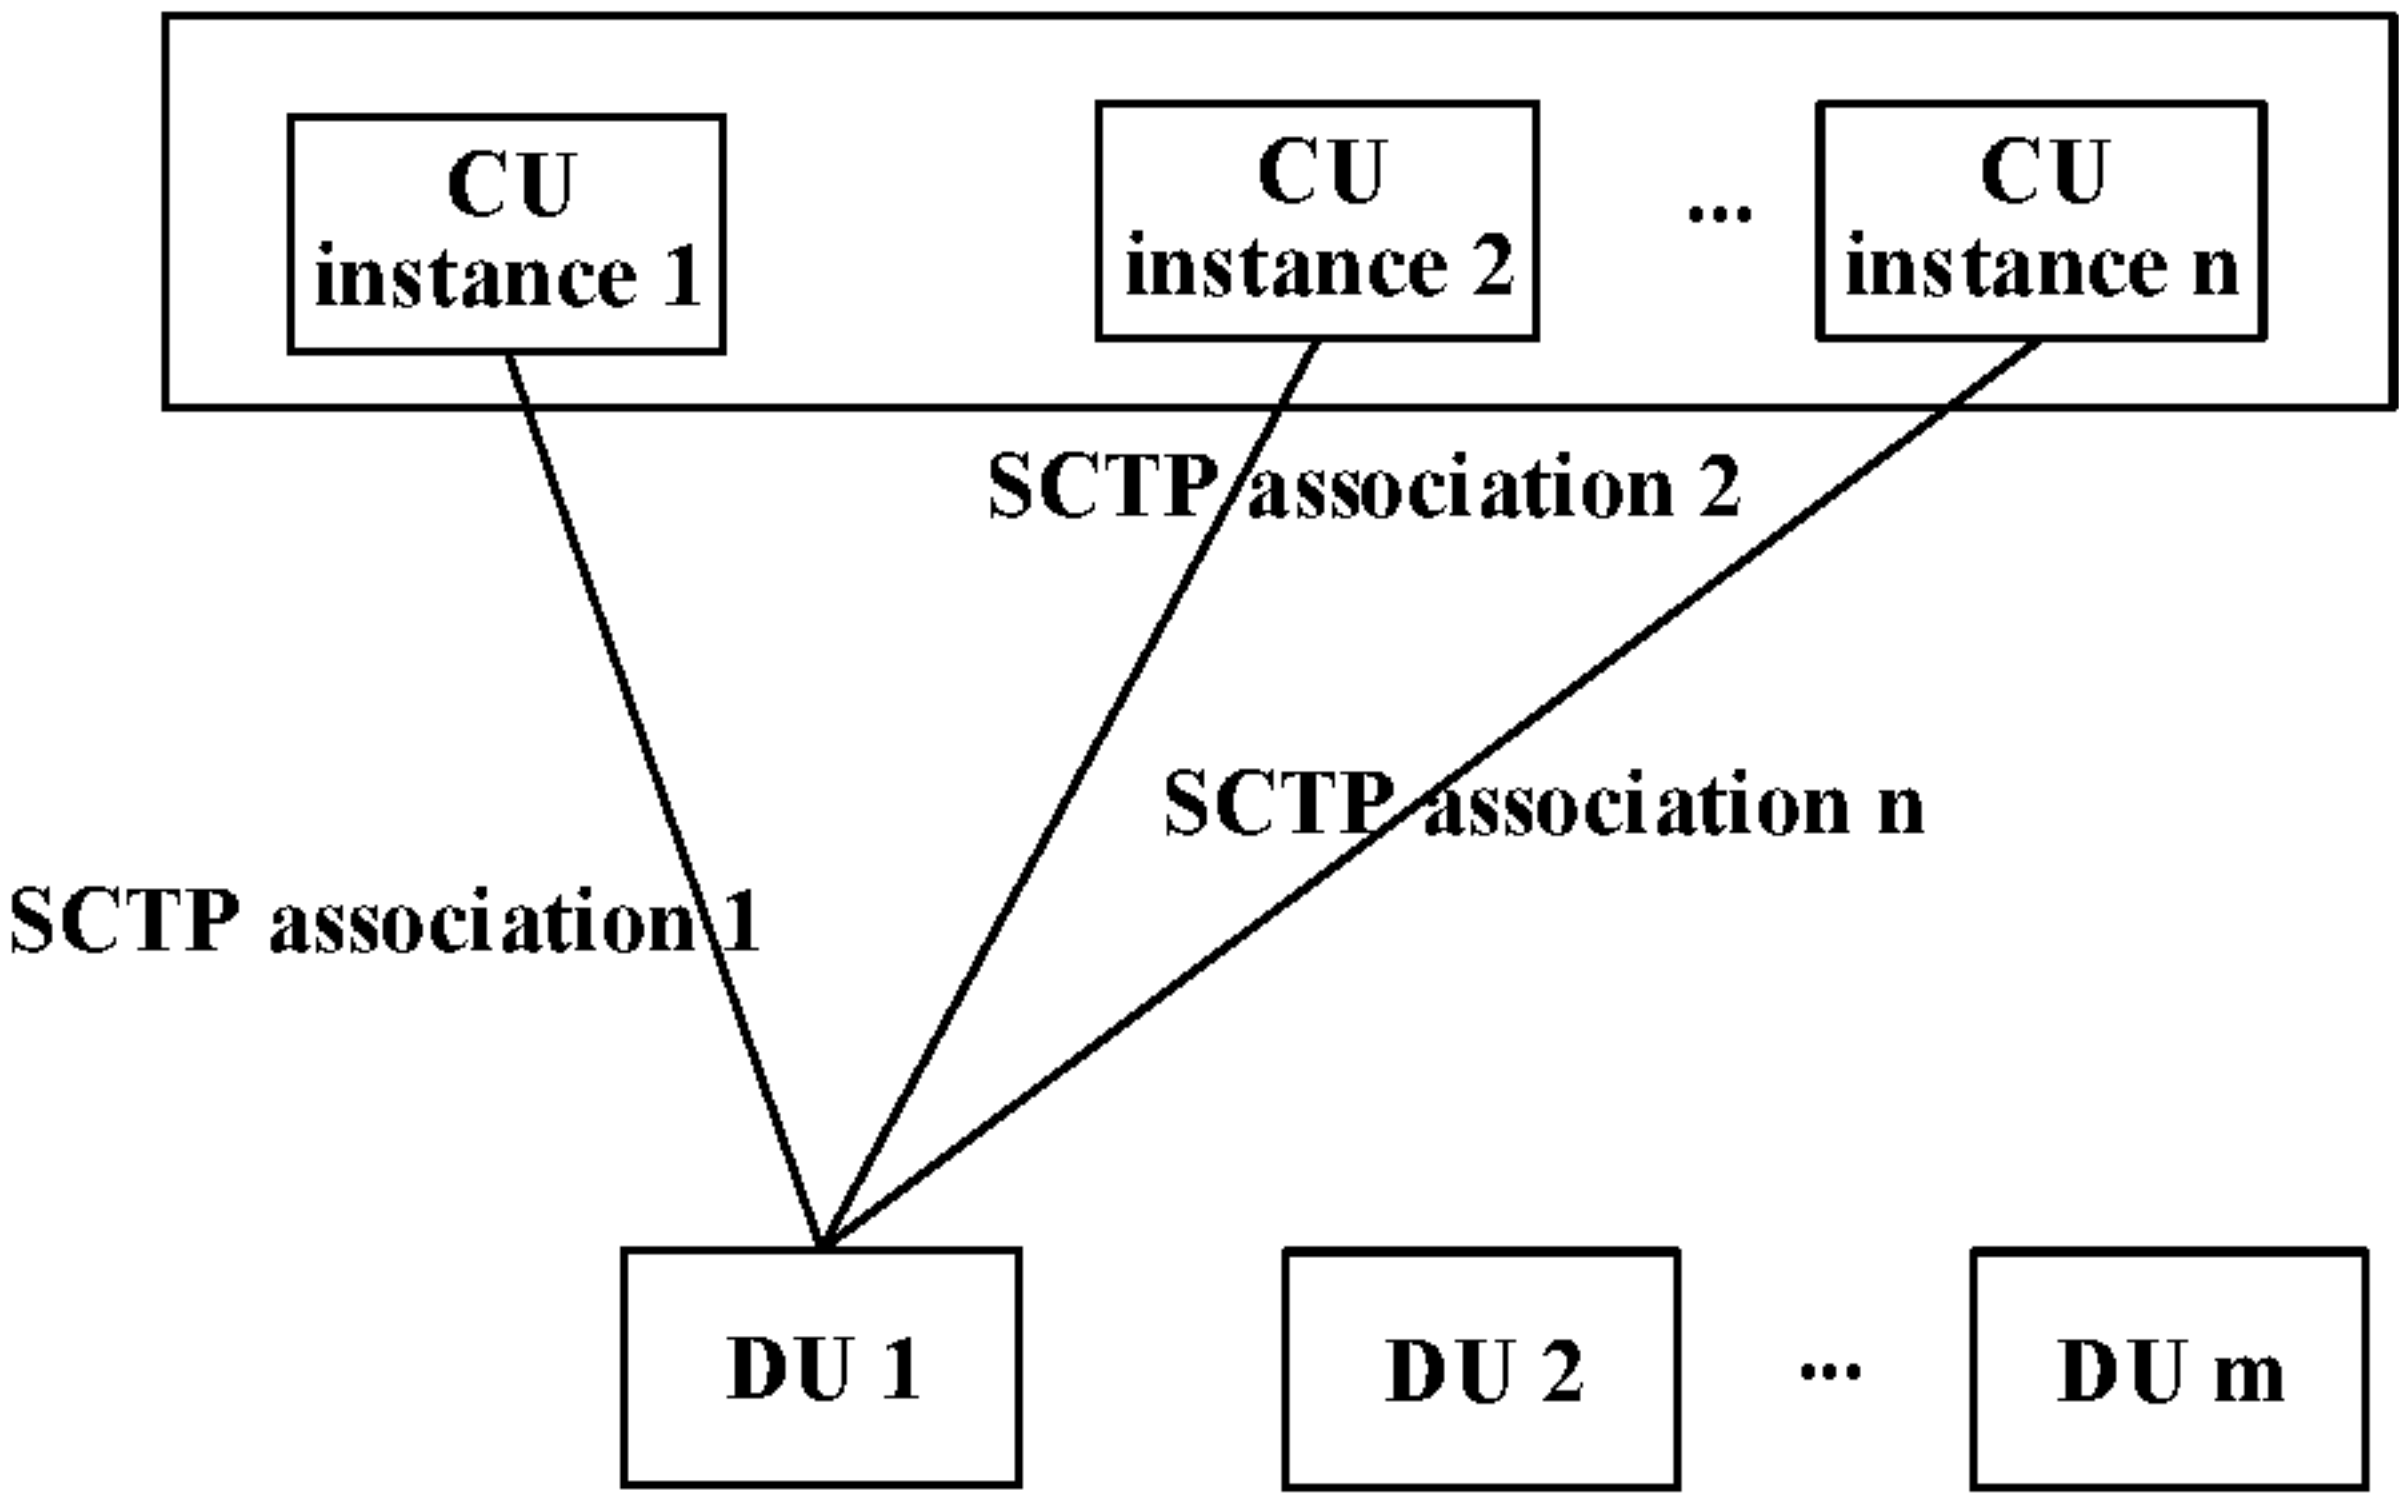 CU
instance 1
CU
instance 2
...
CU
instance n
SCTP association 2
SCTP association n
SCTP association 1
DU 1
DU 2
...
DU m